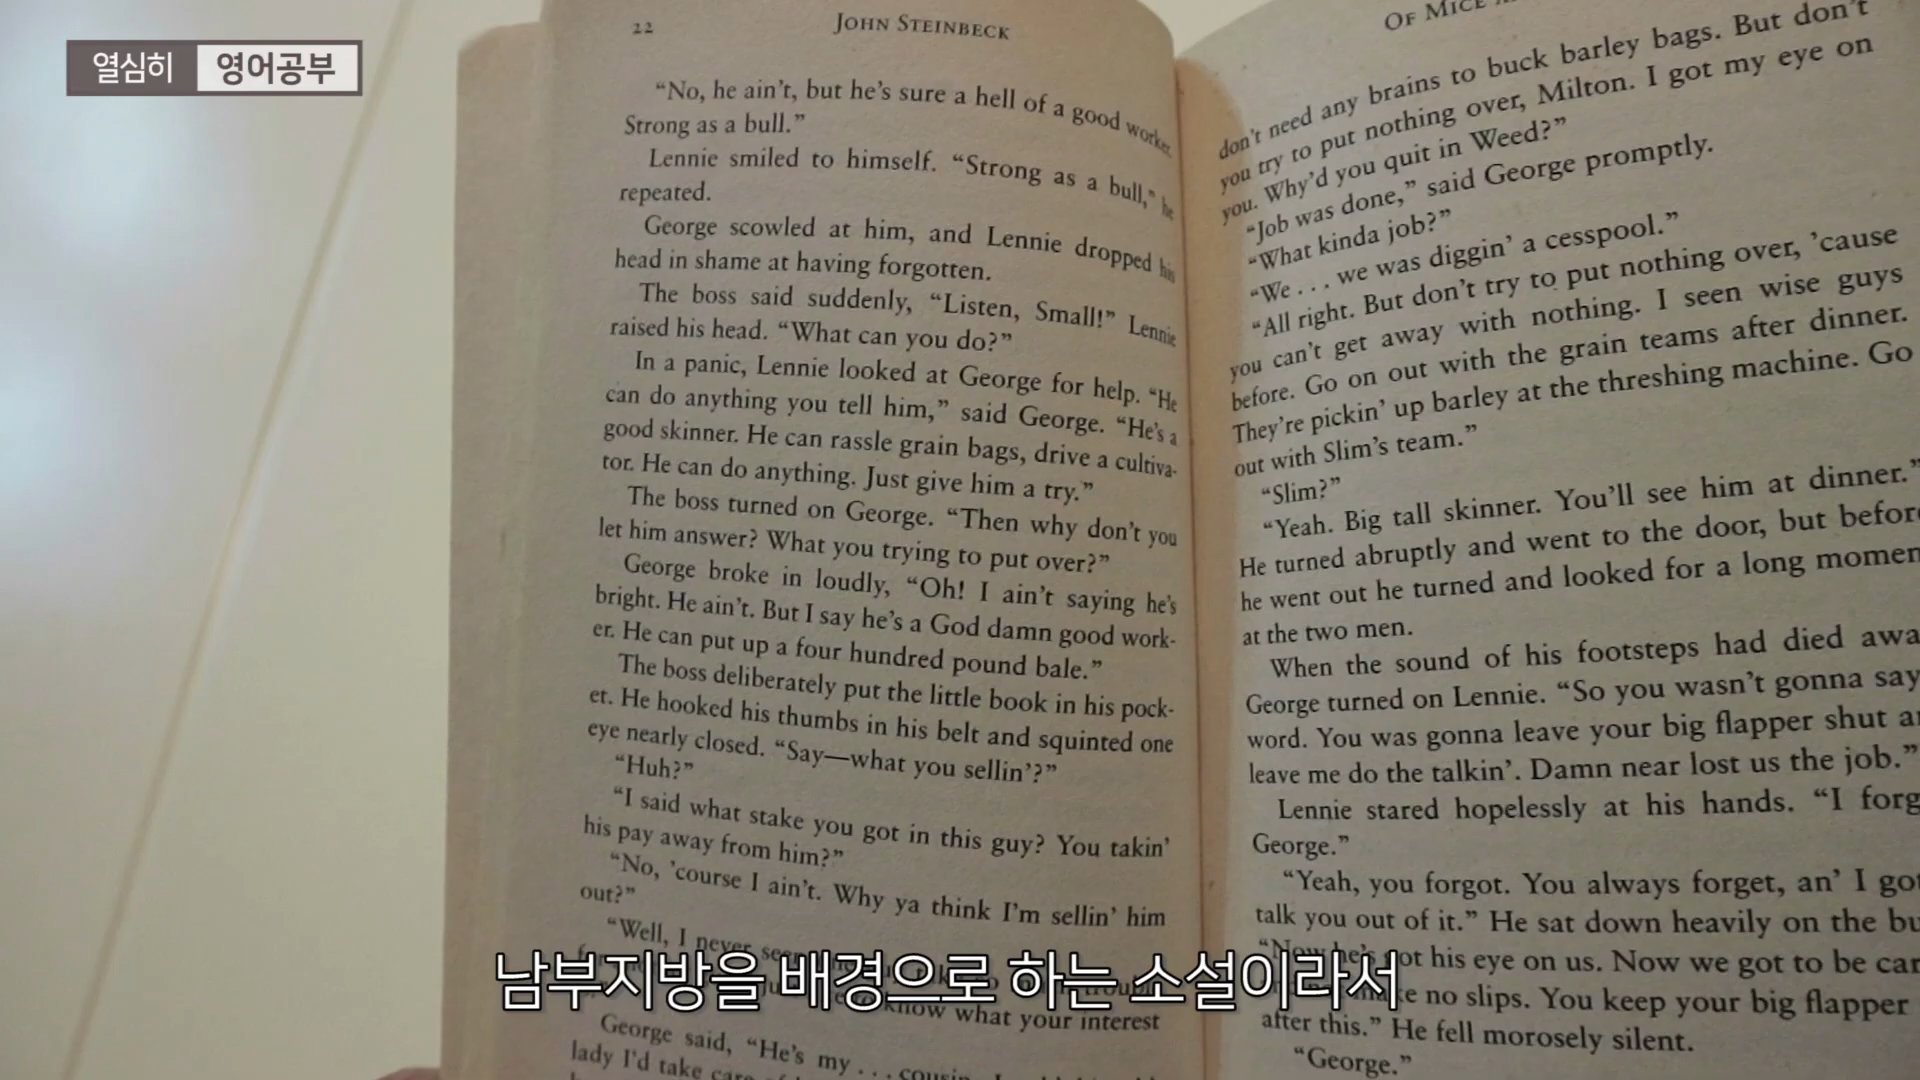 열심히 영어공부
22
JOHN STEINBECK
“No, he ain’t, but he’s sure a hell of a good worker.
Strong as a bull.”
Lennie smiled to himself. “Strong as a bull,” he
repeated.
George scowled at him, and Lennie dropped his
head in shame at having forgotten.
The boss said suddenly, “Listen, Small!” Lennie
raised his head. “What can you do?”
In a panic, Lennie looked at George for help. “He
can do anything you tell him,” said George. “He’s a
good skinner. He can rassle grain bags, drive a cultiva-
tor. He can do anything. Just give him a try.”
The boss turned on George. “Then why don’t you
let him answer? What you trying to put over?”
George broke in loudly, “Oh! I ain’t saying he’s
bright. He ain’t. But I say he’s a God damn good work-
er. He can put up a four hundred pound bale.”
The boss deliberately put the little book in his pock-
et. He hooked his thumbs in his belt and squinted one
eye nearly closed. “Say—what you sellin’?”
“Huh?”
“I said what stake you got in this guy? You takin’
his pay away from him?”
“No, ’course I ain’t. Why ya think I’m sellin’ him
out?”
“Well, I never
know what your interest
George said, “He’s my . . .
lady I’d take
OF MICE
don’t need any brains to buck barley bags. But don’t
you try to put nothing over, Milton. I got my eye on
you. Why’d you quit in Weed?”
“Job was done,” said George promptly.
“What kinda job?”
“We . . . we was diggin’ a cesspool.”
“All right. But don’t try to put nothing over, ’cause
you can’t get away with nothing. I seen wise guys
before. Go on out with the grain teams after dinner.
They’re pickin’ up barley at the threshing machine. Go
out with Slim’s team.”
“Slim?”
“Yeah. Big tall skinner. You’ll see him at dinner.”
He turned abruptly and went to the door, but before
he went out he turned and looked for a long momen
at the two men.
When the sound of his footsteps had died awa
George turned on Lennie. “So you wasn’t gonna say
word. You was gonna leave your big flapper shut a
leave me do the talkin’. Damn near lost us the job.”
Lennie stared hopelessly at his hands. “I forg
George.”
“Yeah, you forgot. You always forget, an’ I got
talk you out of it.” He sat down heavily on the bu
“Now he’s got his eye on us. Now we got to be car
make no slips. You keep your big flapper
after this.” He fell morosely silent.
“George.”
남부지방을 배경으로 하는 소설이라서